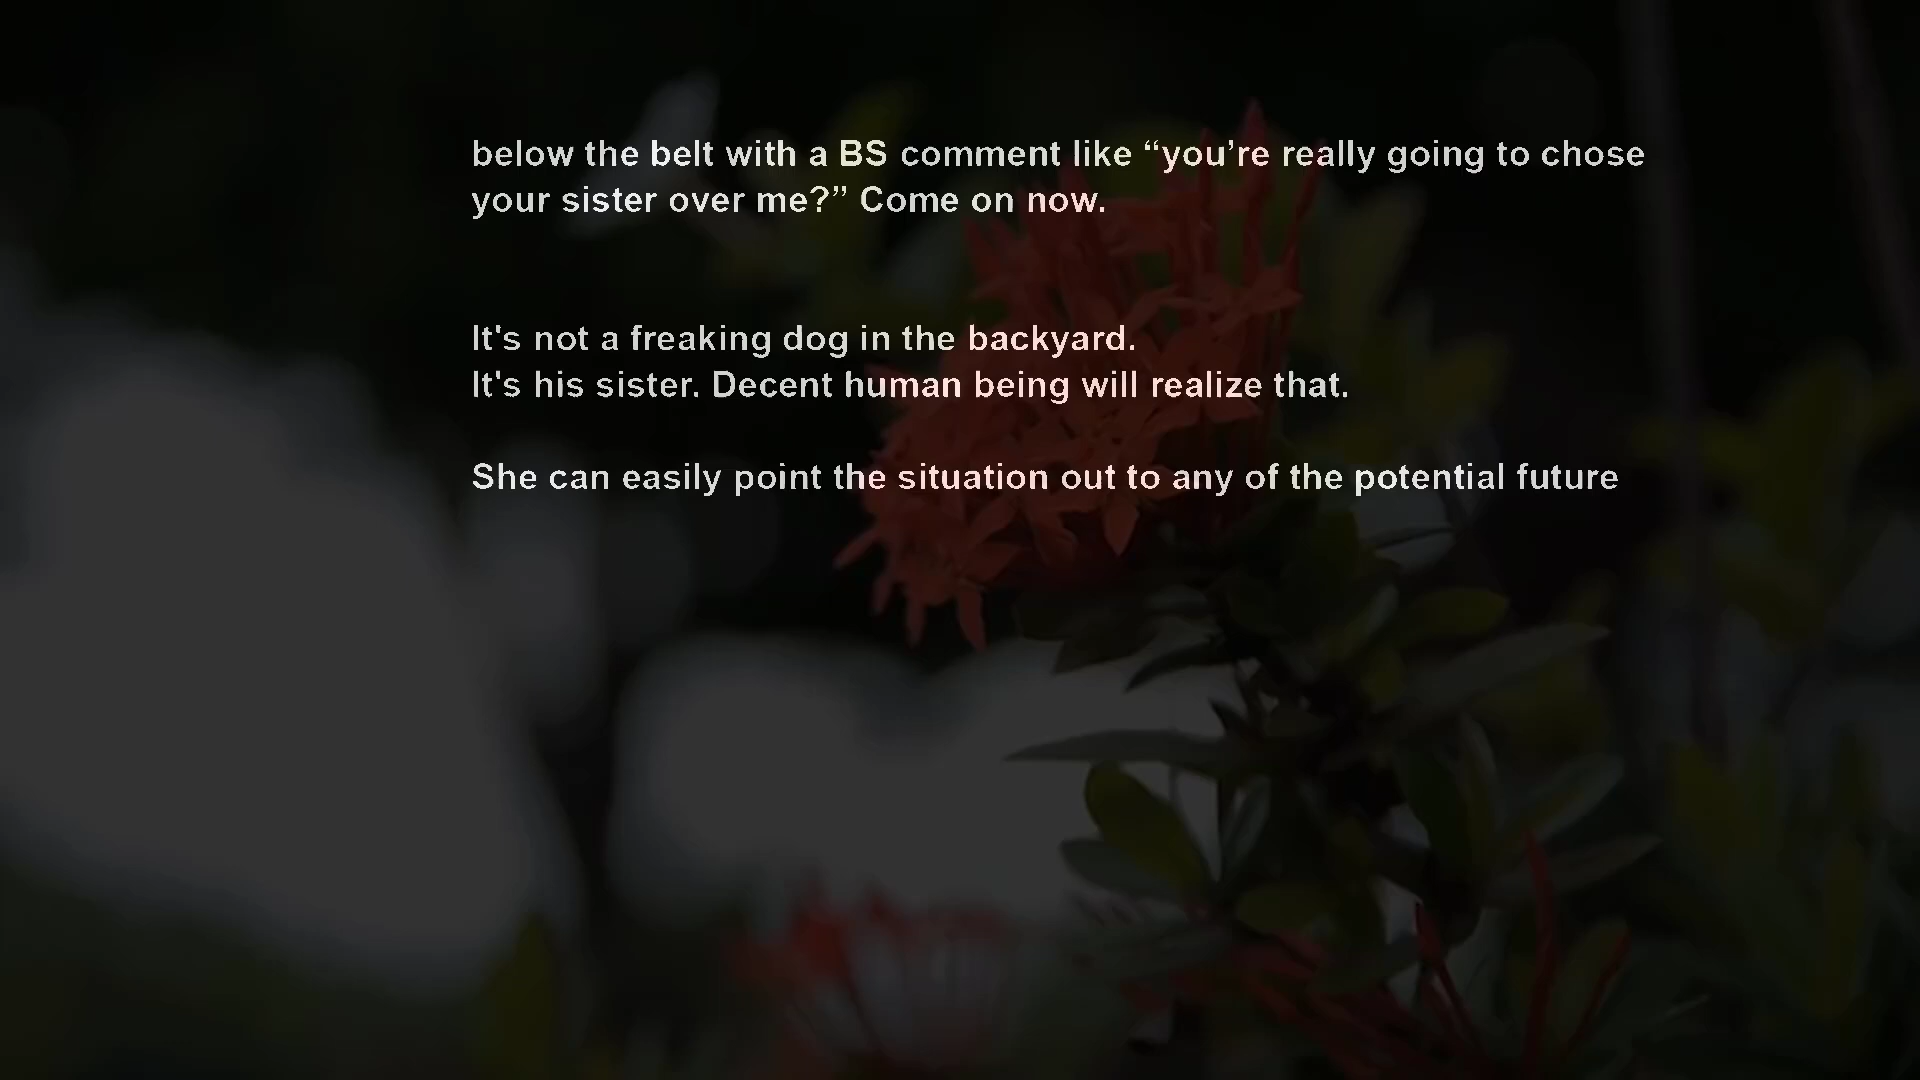 below the belt with a BS comment like “you’re really going to chose
your sister over me?” Come on now.
It's not a freaking dog in the backyard.
It's his sister. Decent human being will realize that.
She can easily point the situation out to any of the potential future